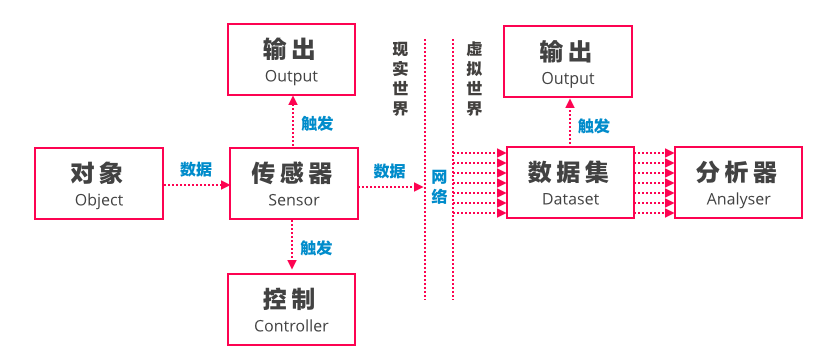 输出
Output
触发
对象
Object
数据
传感器
Sensor
数据
触发
控制
Controller
现实世界
网络
虚拟世界
输出
Output
触发
数据集
Dataset
分析器
Analyser